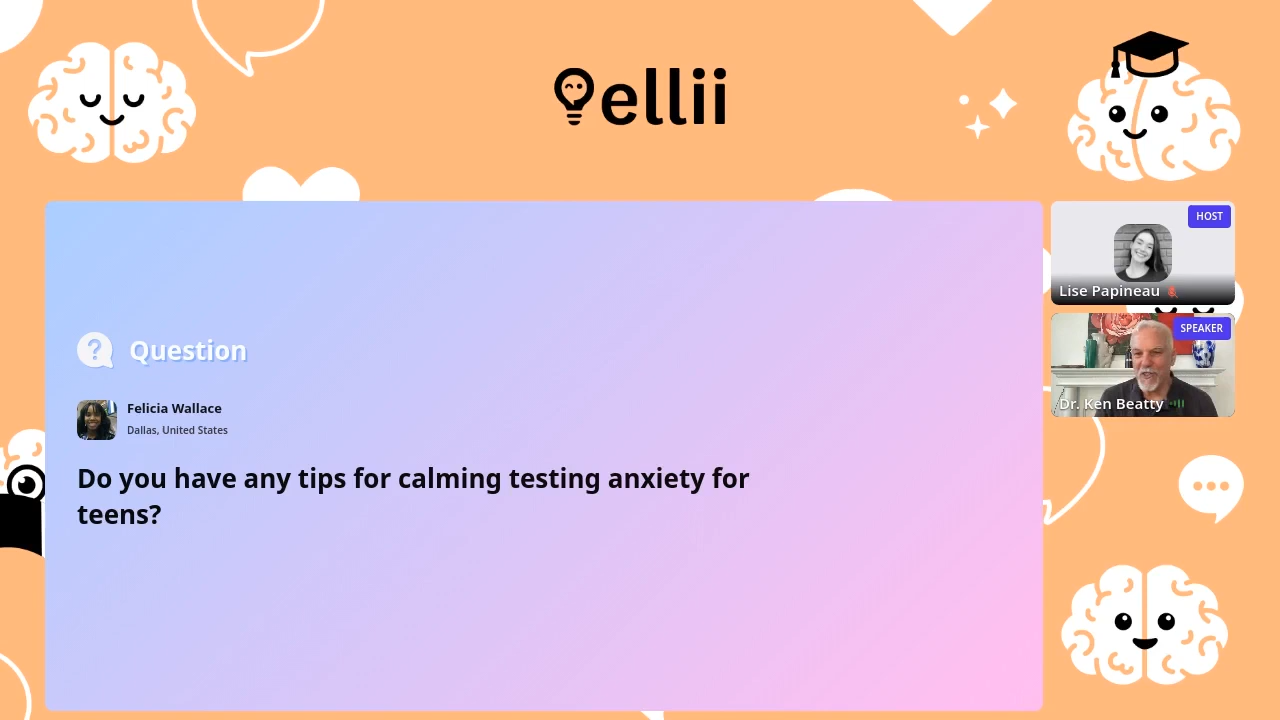 ellii
HOST
Lise Papineau
SPEAKER
Dr. Ken Beatty
Question
Felicia Wallace
Dallas, United States
Do you have any tips for calming testing anxiety for
teens?